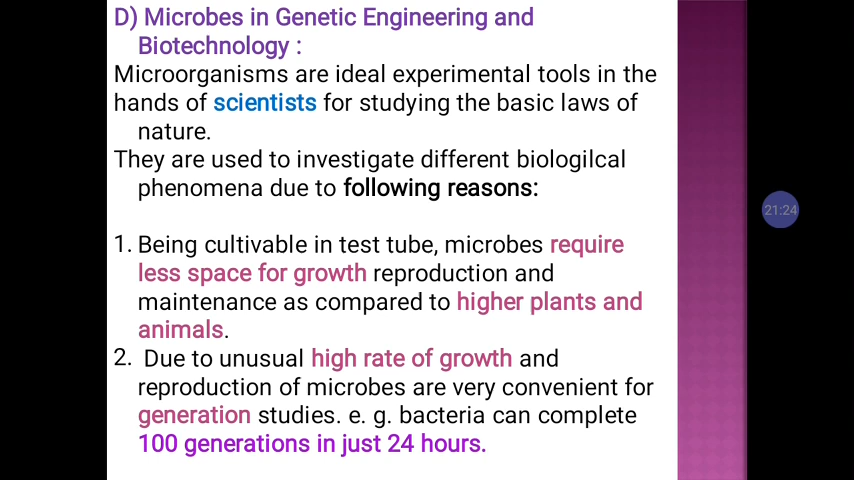 D) Microbes in Genetic Engineering and
Biotechnology :
Microorganisms are ideal experimental tools in the
hands of scientists for studying the basic laws of
nature.
They are used to investigate different biologilcal
phenomena due to following reasons:
1. Being cultivable in test tube, microbes require
less space for growth reproduction and
maintenance as compared to higher plants and
animals.
2. Due to unusual high rate of growth and
reproduction of microbes are very convenient for
generation studies. e. g. bacteria can complete
100 generations in just 24 hours.
21:24